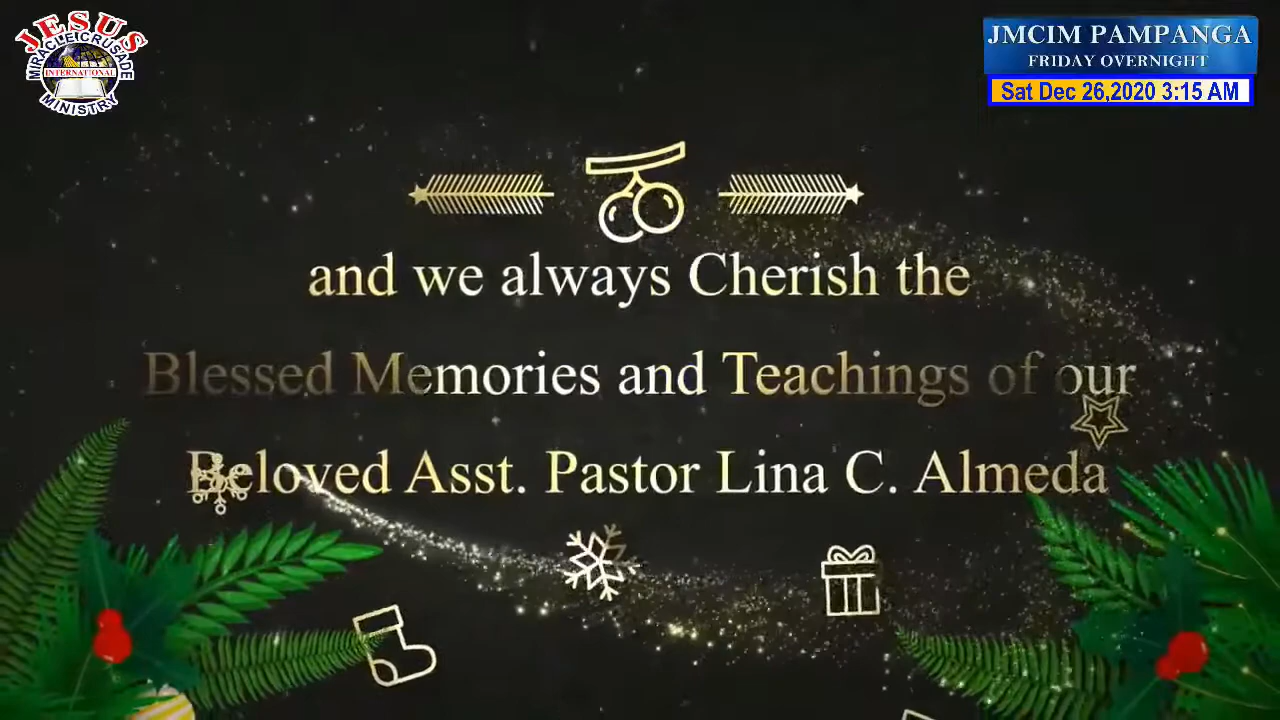 JESUS
MIRACLE CRUSADE
INTERNATIONAL
MINISTRY
JMCIM PAMPANGA
FRIDAY OVERNIGHT
Sat Dec 26,2020 3:15 AM
and we always Cherish the
Blessed Memories and Teachings of our
Beloved Asst. Pastor Lina C. Almeda